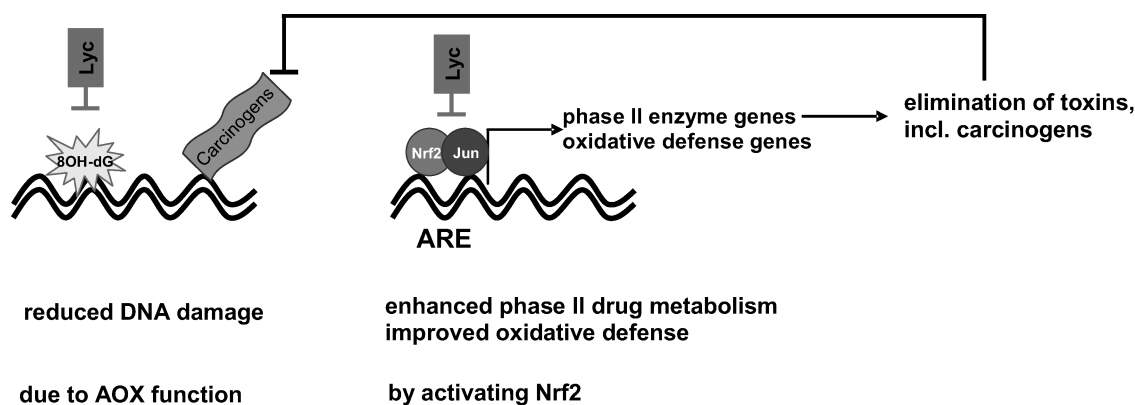 Lyc
8OH-dG
Carcinogens
reduced DNA damage
due to AOX function
Lyc
Nrf2
Jun
ARE
phase II enzyme genes
oxidative defense genes
elimination of toxins,
incl. carcinogens
enhanced phase II drug metabolism
improved oxidative defense
by activating Nrf2